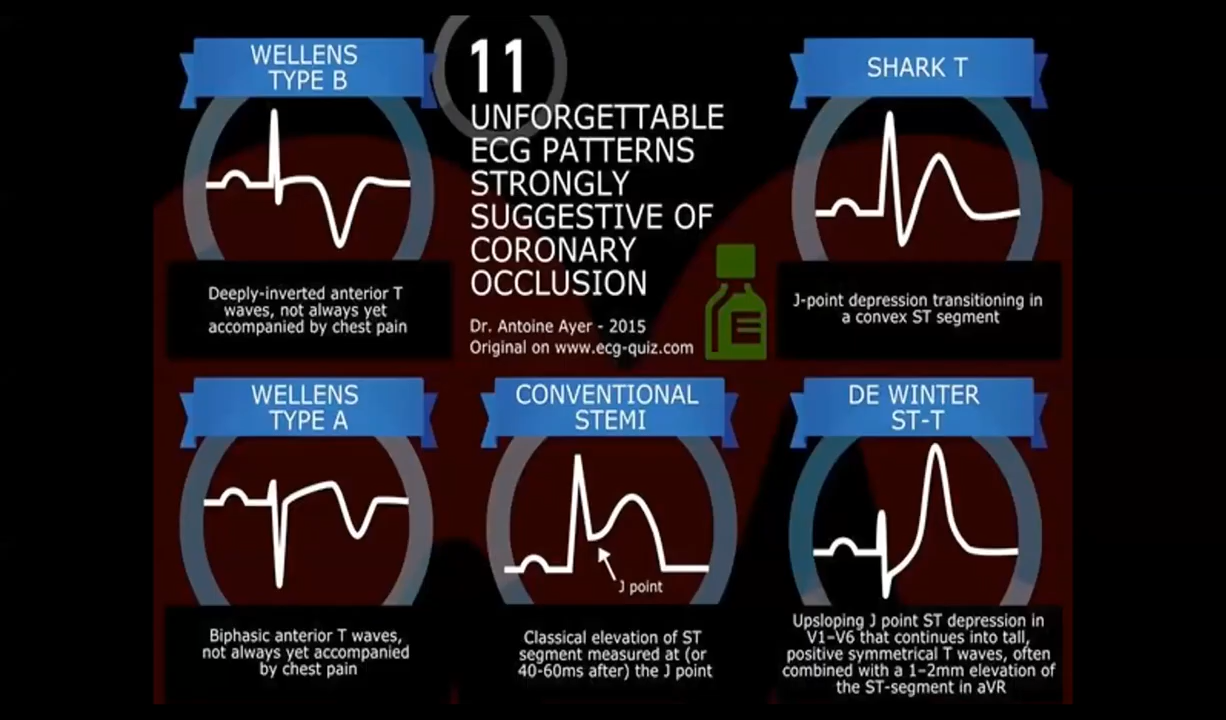 WELLENS
TYPE B
Deeply-inverted anterior T
waves, not always yet
accompanied by chest pain
11
UNFORGETTABLE
ECG PATTERNS
STRONGLY
SUGGESTIVE OF
CORONARY
OCCLUSION
Dr. Antoine Ayer - 2015
Original on www.ecg-quiz.com
E
SHARK T
J-point depression transitioning in
a convex ST segment
WELLENS
TYPE A
Biphasic anterior T waves,
not always yet accompanied
by chest pain
CONVENTIONAL
STEMI
J point
Classical elevation of ST
segment measured at (or
40-60ms after) the J point
DE WINTER
ST-T
Upsloping J point ST depression in
V1-V6 that continues into tall,
positive symmetrical T waves, often
combined with a 1-2mm elevation of
the ST-segment in aVR